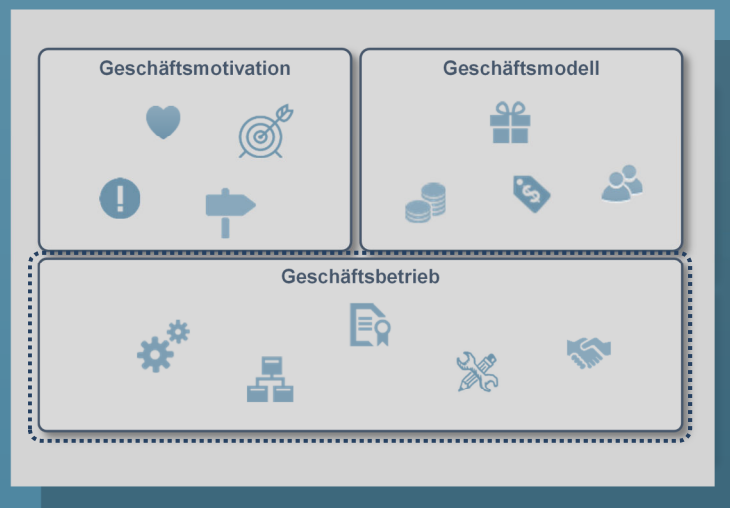 Geschäftsmotivation
Geschäftsmodell
$
Geschäftsbetrieb